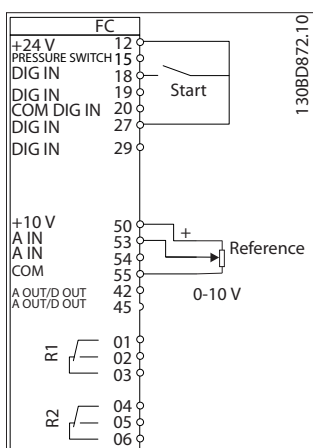 FC
+24 V 12
PRESSURE SWITCH 15
DIG IN 18
DIG IN 19
COM DIG IN 20
DIG IN 27
DIG IN 29
Start
130BD872.10
+10 V 50
A IN 53
A IN 54
COM 55
A OUT/D OUT 42
A OUT/D OUT 45
+
Reference
0-10 V
R1
01
02
03
R2
04
05
06